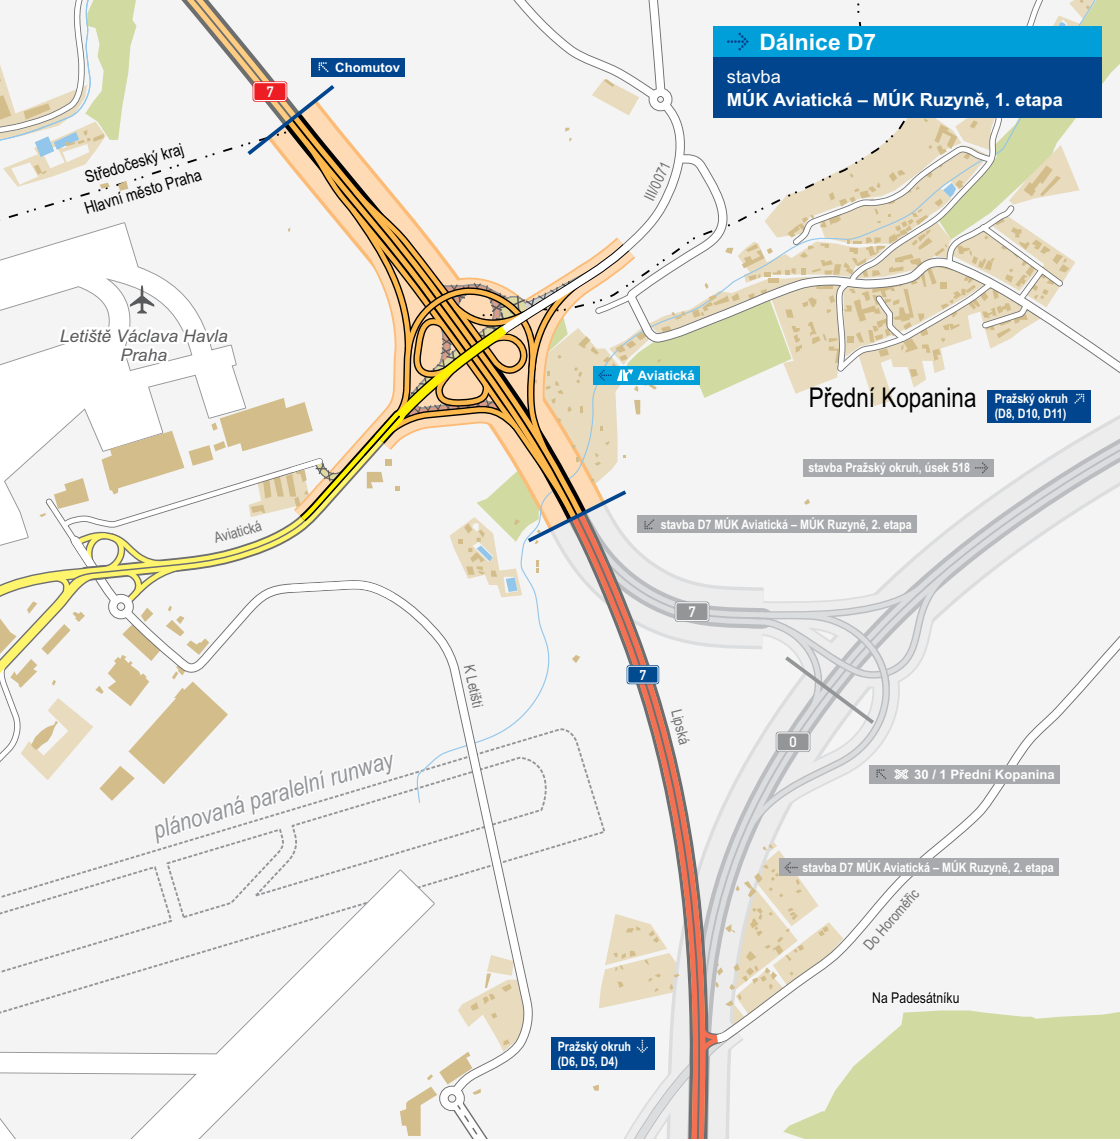 Dálnice D7
stavba
MÚK Aviatická – MÚK Ruzyně, 1. etapa
Chomutov
7
Středočeský kraj
Hlavní město Praha
III/0071
Letiště Václava Havla
Praha
Aviatická
Přední Kopanina
Pražský okruh
(D8, D10, D11)
stavba Pražský okruh, úsek 518
stavba D7 MÚK Aviatická – MÚK Ruzyně, 2. etapa
Aviatická
7
7
K Letišti
Lipská
0
30 / 1 Přední Kopanina
plánovaná paralelní runway
stavba D7 MÚK Aviatická – MÚK Ruzyně, 2. etapa
Do Horoměřic
Na Padesátníku
Pražský okruh
(D6, D5, D4)